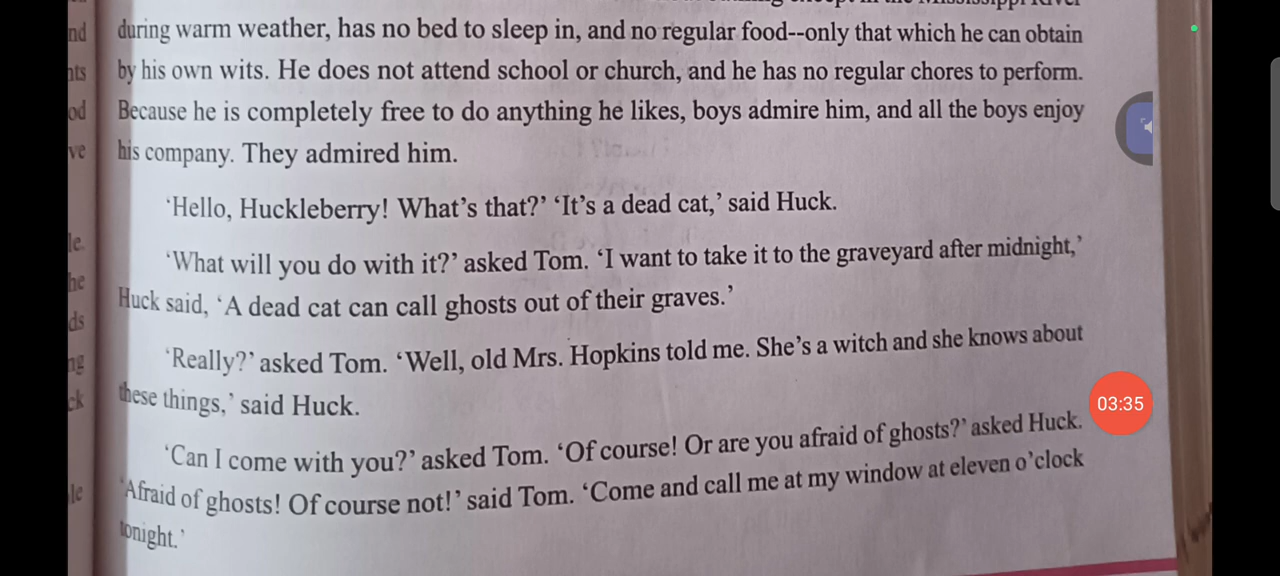 during warm weather, has no bed to sleep in, and no regular food--only that which he can obtain
by his own wits. He does not attend school or church, and he has no regular chores to perform.
Because he is completely free to do anything he likes, boys admire him, and all the boys enjoy
his company. They admired him.
‘Hello, Huckleberry! What’s that?’ ‘It’s a dead cat,’ said Huck.
‘What will you do with it?’ asked Tom. ‘I want to take it to the graveyard after midnight,’
Huck said, ‘A dead cat can call ghosts out of their graves.’
‘Really?’ asked Tom. ‘Well, old Mrs. Hopkins told me. She’s a witch and she knows about
these things,’ said Huck.
‘Can I come with you?’ asked Tom. ‘Of course! Or are you afraid of ghosts?’ asked Huck.
‘Afraid of ghosts! Of course not!’ said Tom. ‘Come and call me at my window at eleven o’clock
tonight.’
03:35